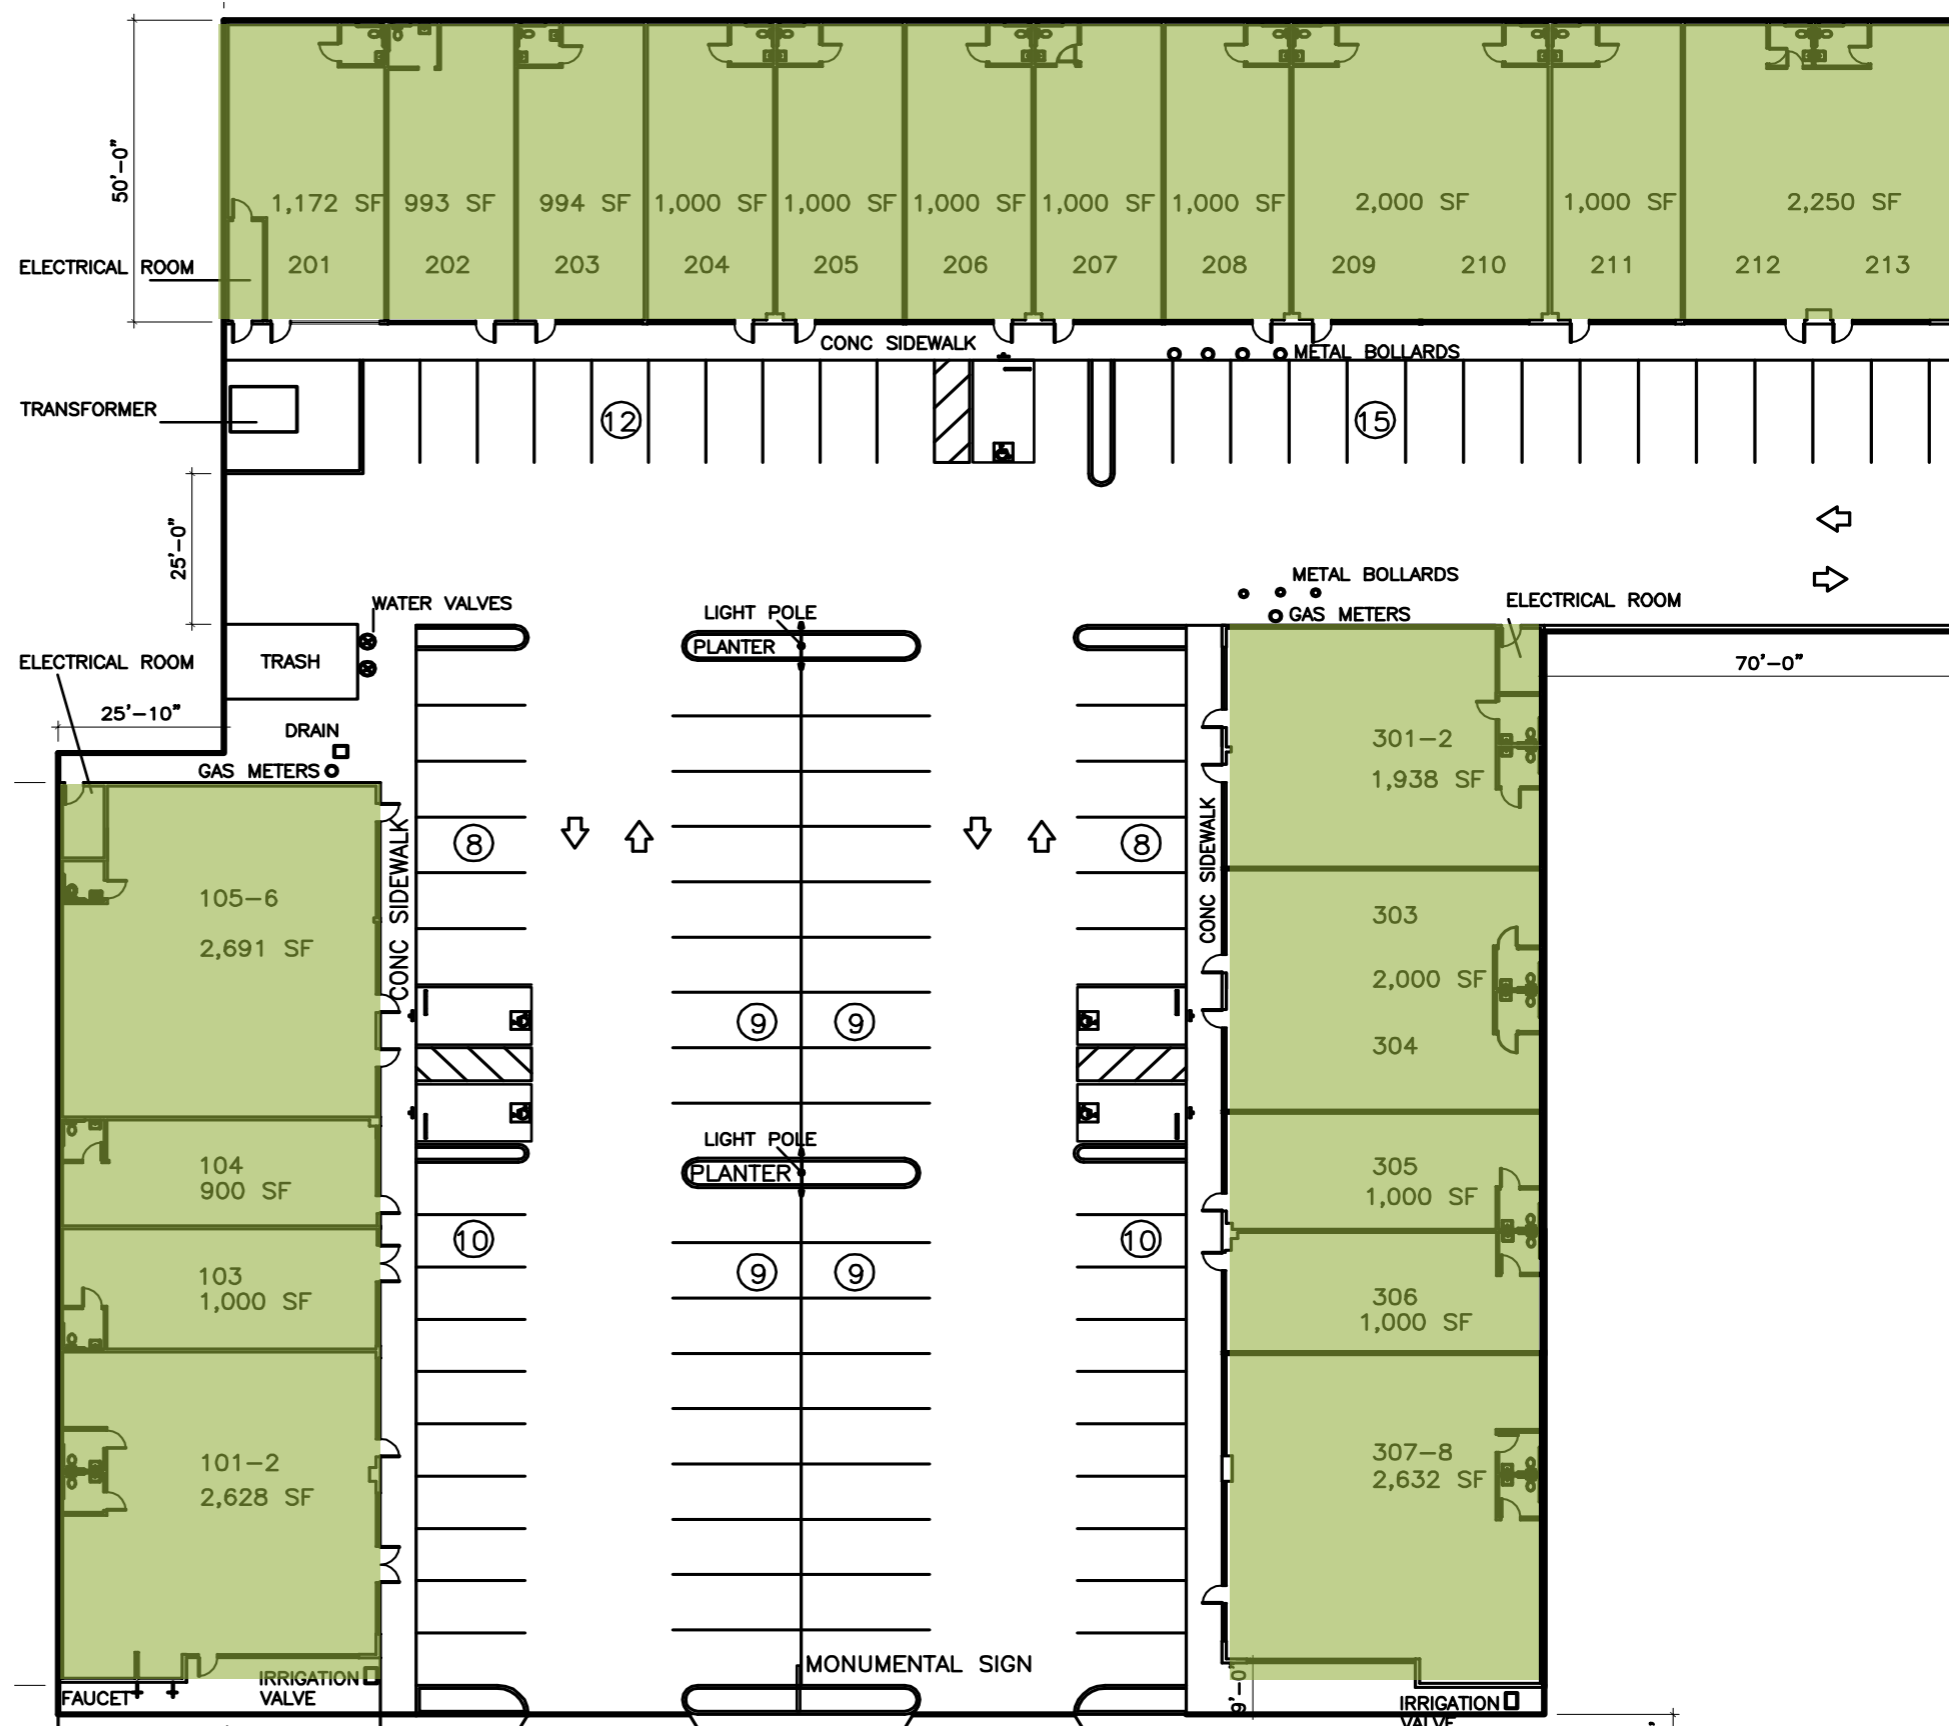 50'-0"
1,172 SF 993 SF 994 SF 1,000 SF 1,000 SF 1,000 SF 1,000 SF 1,000 SF 2,000 SF 1,000 SF 2,250 SF
ELECTRICAL ROOM 201 202 203 204 205 206 207 208 209 210 211 212 213
CONC SIDEWALK METAL BOLLARDS
TRANSFORMER
12 15
25'-0"
METAL BOLLARDS
WATER VALVES LIGHT POLE GAS METERS ELECTRICAL ROOM
ELECTRICAL ROOM TRASH PLANTER 70'-0"
25'-10"
DRAIN
GAS METERS
301-2
1,938 SF
CONC SIDEWALK
8 8
CONC SIDEWALK
105-6
2,691 SF
303
2,000 SF
304
9 9
LIGHT POLE
PLANTER
104
900 SF
305
1,000 SF
10 10
9 9
103
1,000 SF
306
1,000 SF
101-2
2,628 SF
307-8
2,632 SF
MONUMENTAL SIGN
9'-0"
IRRIGATION
VALVE
FAUCET
IRRIGATION
VALVE